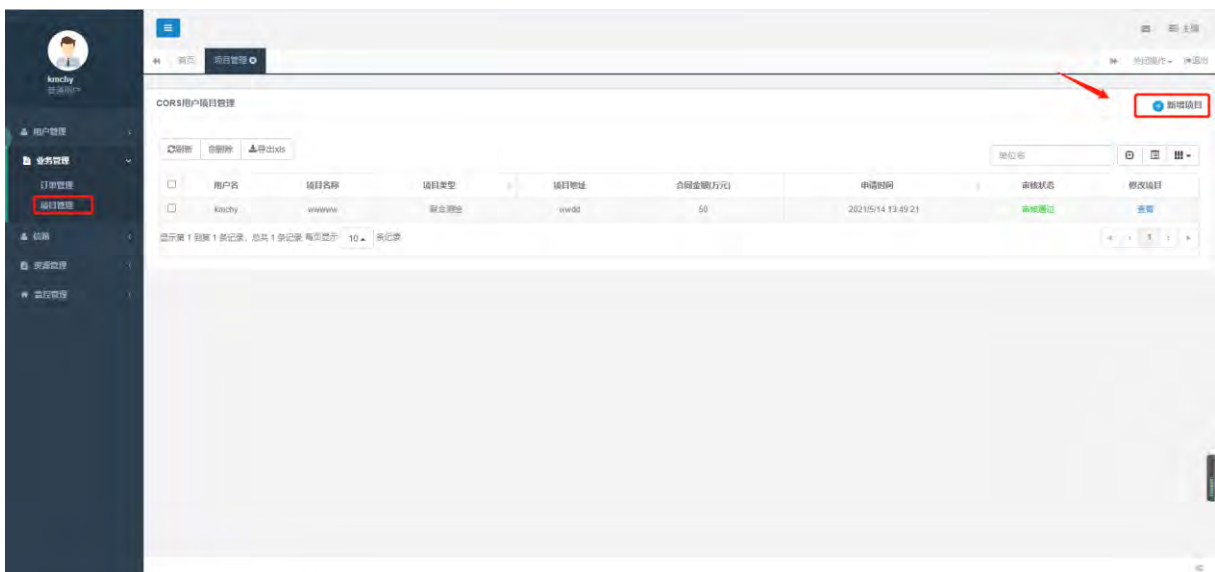 主题
首页 项目管理
关闭操作 退出
kmchy
普通用户
CORS用户项目管理
新增项目
用户管理
业务管理
订单管理
项目管理
信箱
资源管理
监控管理
刷新 删除 导出xls
单位名
用户名 项目名称 项目类型 项目地址 合同金额(万元) 申请时间 审核状态 修改项目
kmchy wwwww wwdd 50 2021/5/14 13:49:21 审核通过 查看
显示第 1 到第 1 条记录，总共 1 条记录 每页显示 10 条记录
1